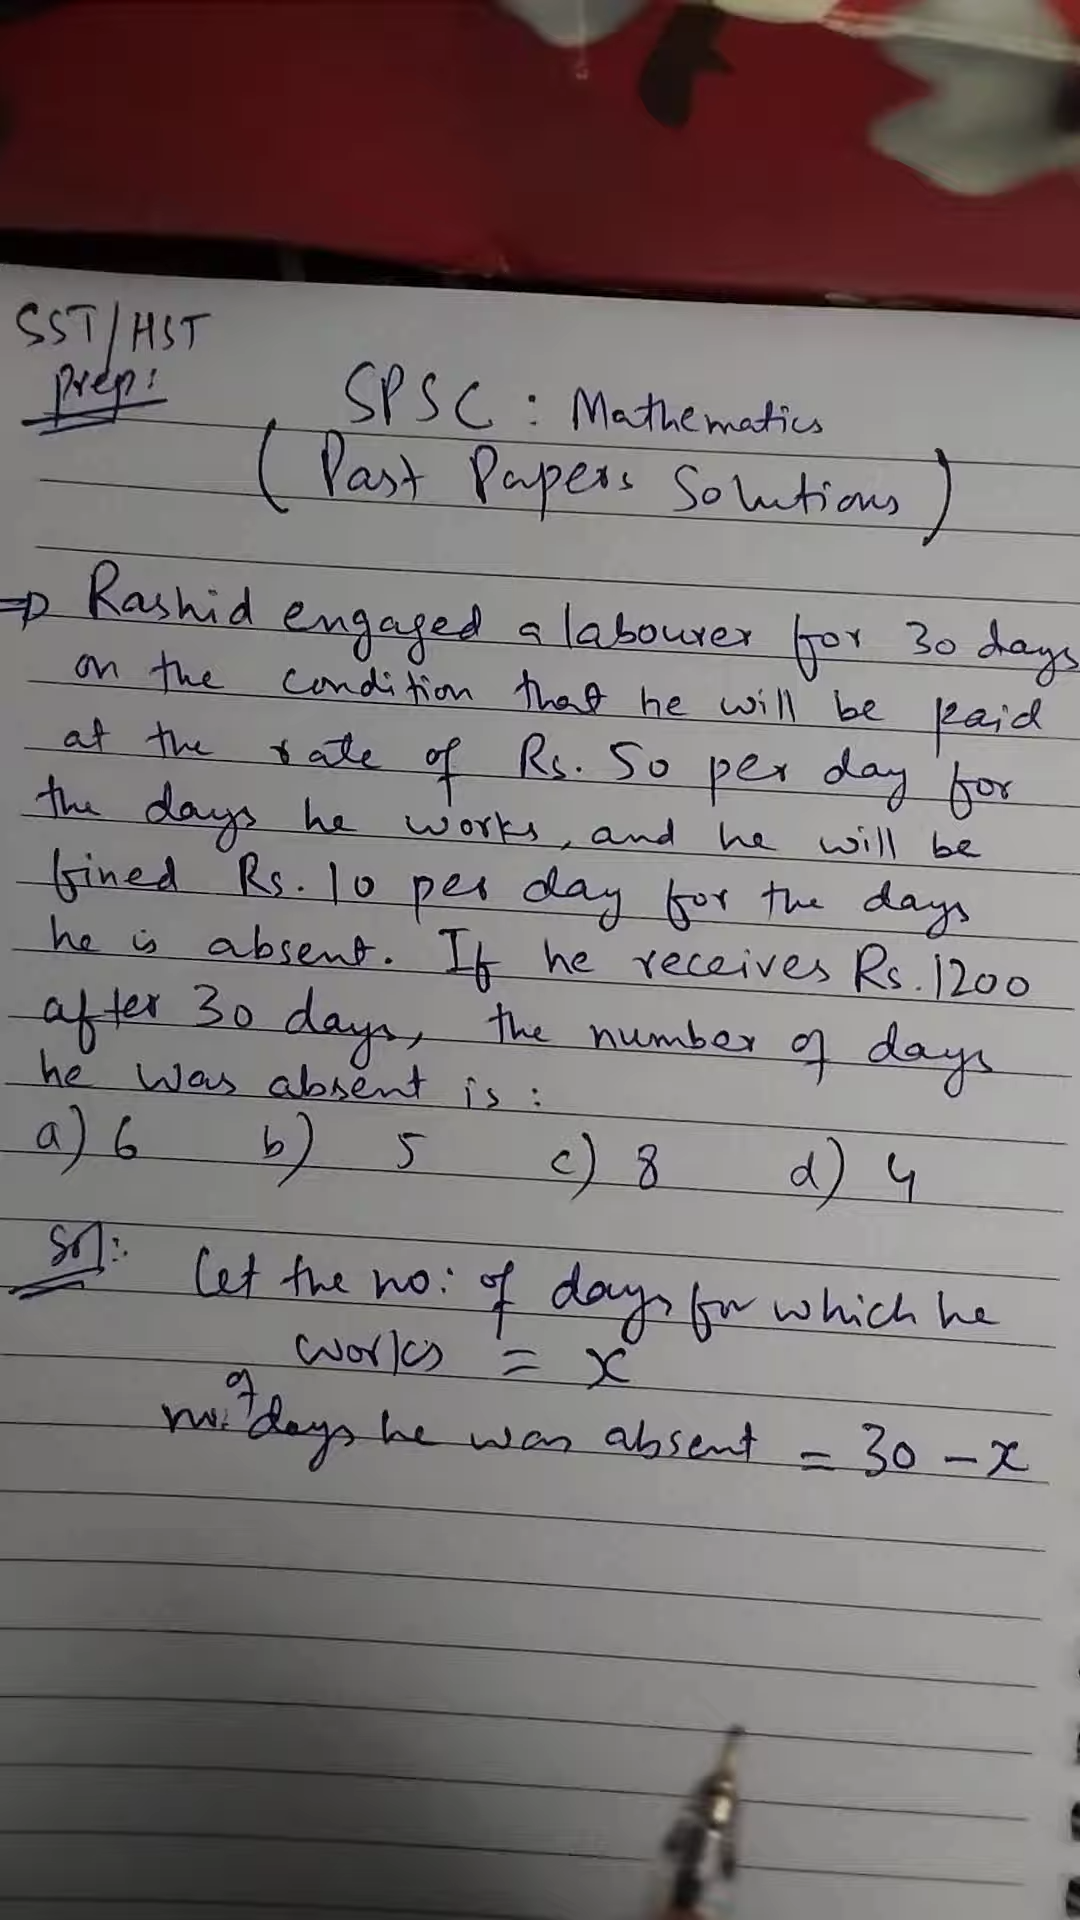 SST/HST
Prep:
SPSC : Mathematics
( Past Papers Solutions )
⇒ Rashid engaged a labourer for 30 days
on the condition that he will be paid
at the rate of Rs. 50 per day for
the days he works, and he will be
fined Rs. 10 per day for the days
he is absent. If he receives Rs. 1200
after 30 days, the number of days
he was absent is :
a) 6 b) 5 c) 8 d) 4
Sol:. Let the no: of days for which he
works = x
no: of days he was absent = 30 - x